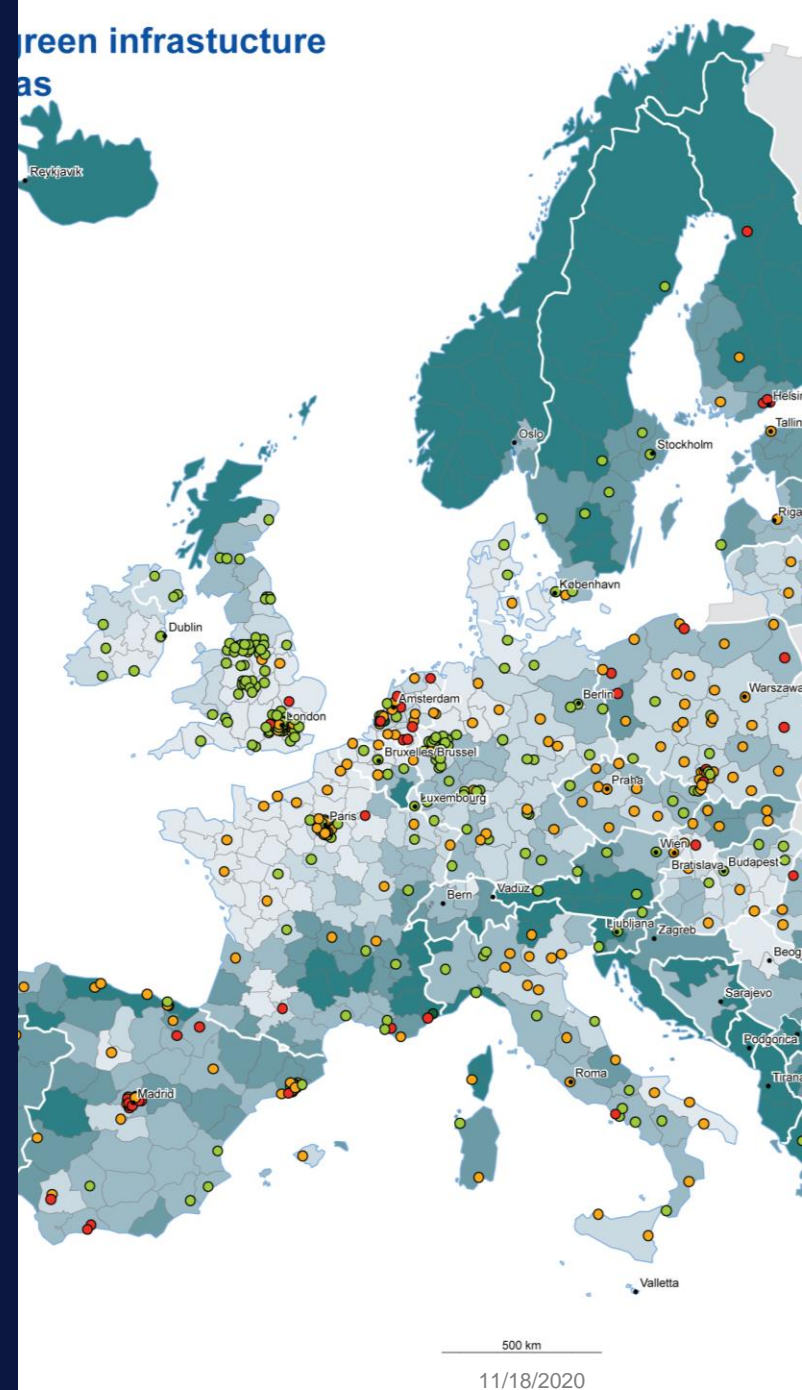 green infrastucture
as
Reykjavik
Helsin
Tallin
Oslo
Stockholm
Riga
København
Dublin
Amsterdam
Berlin
Warszawa
London
Bruxelles/Brussel
Praha
Luxembourg
Paris
Wien
Bratislava
Budapest
Bern
Vaduz
Ljubljana
Zagreb
Beog
Sarajevo
Podgorica
Roma
Tirana
Madrid
Valletta
500 km
11/18/2020